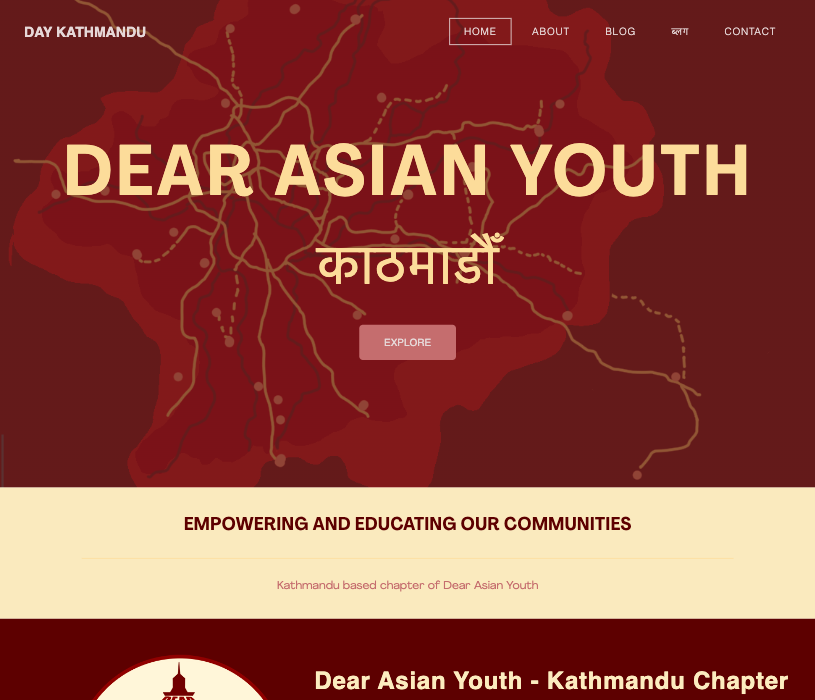 DAY KATHMANDU
HOME
ABOUT
BLOG
ब्लग
CONTACT
DEAR ASIAN YOUTH
काठमाडौँ
EXPLORE
EMPOWERING AND EDUCATING OUR COMMUNITIES
Kathmandu based chapter of Dear Asian Youth
Dear Asian Youth - Kathmandu Chapter